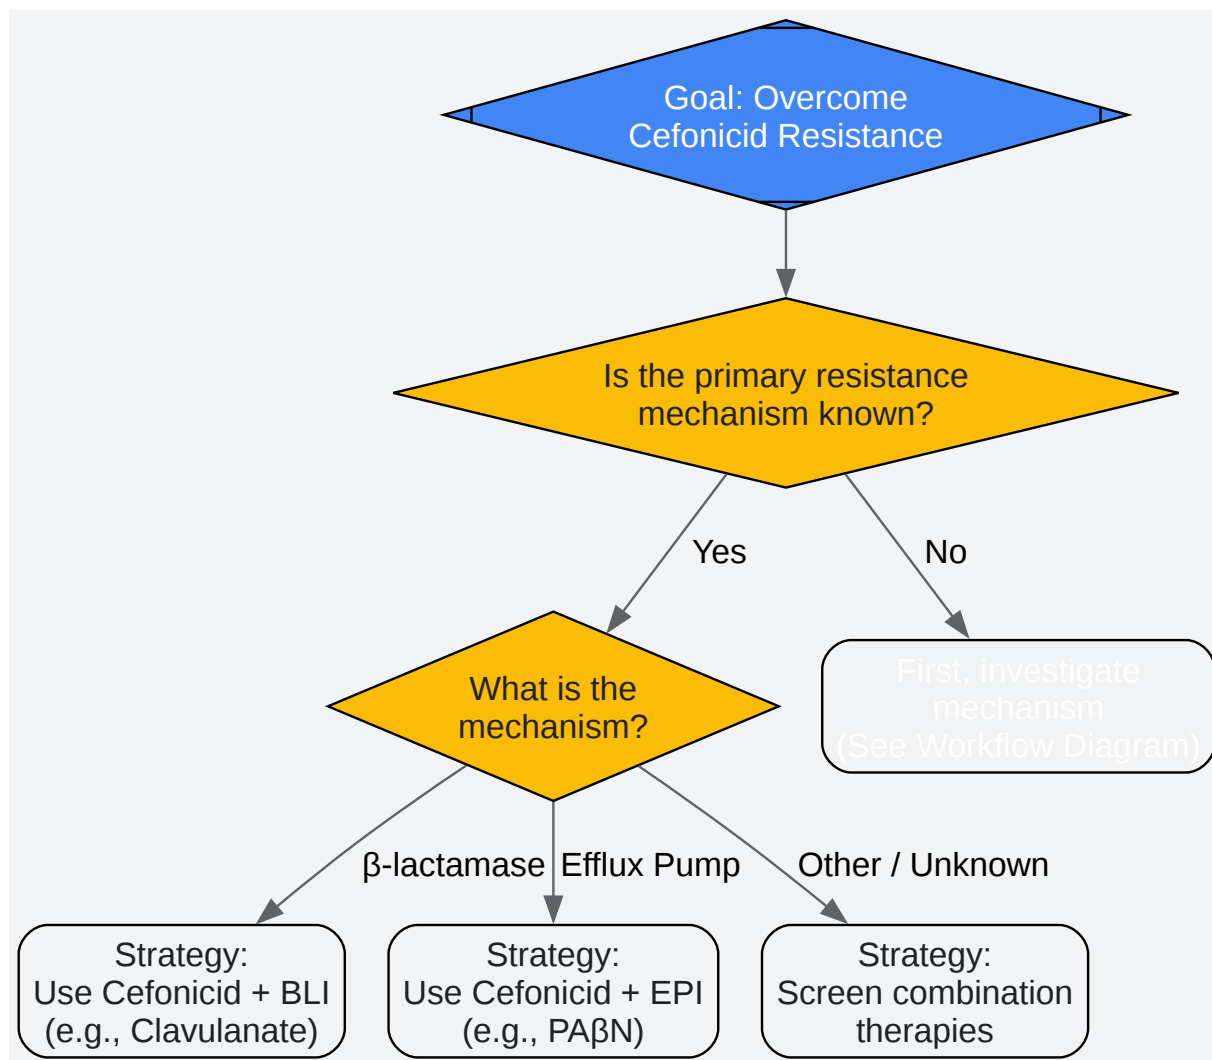 Goal: Overcome
Cefonicid Resistance
Is the primary resistance
mechanism known?
Yes
No
What is the
mechanism?
First, investigate
mechanism
(See Workflow Diagram)
β-lactamase
Efflux Pump
Other / Unknown
Strategy:
Use Cefonicid + BLI
(e.g., Clavulanate)
Strategy:
Use Cefonicid + EPI
(e.g., PAβN)
Strategy:
Screen combination
therapies